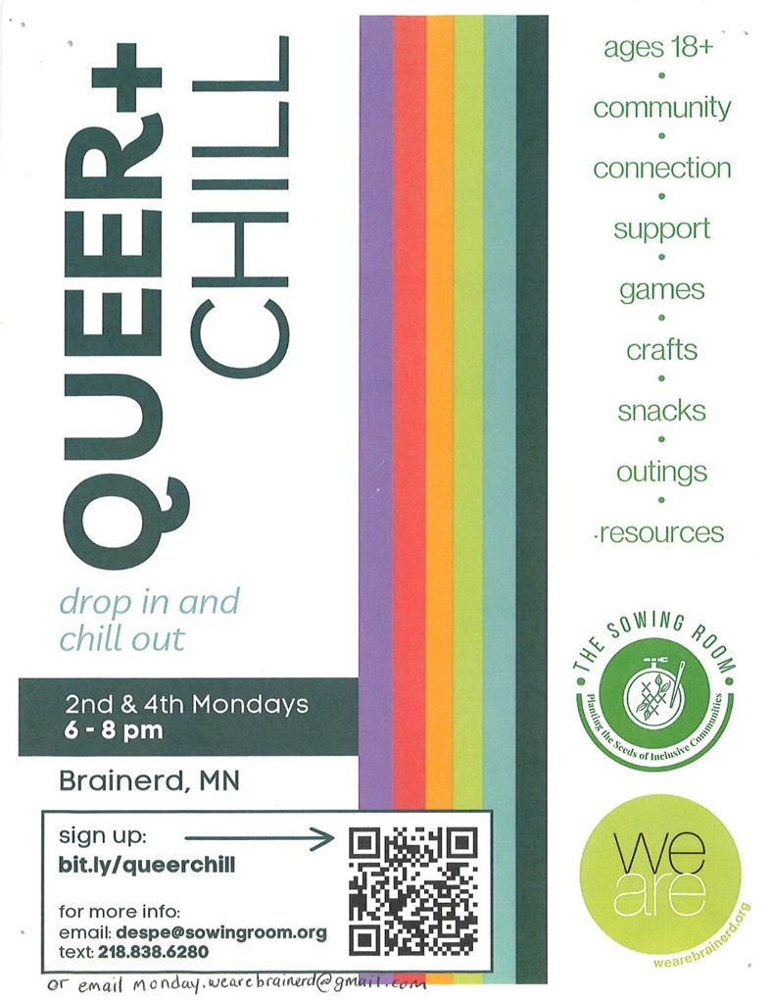 QUEER+
CHILL
drop in and
chill out
2nd & 4th Mondays
6 - 8 pm
Brainerd, MN
sign up:
bit.ly/queerchill
for more info:
email: despe@sowingroom.org
text: 218.838.6280
or email monday.wearebrainerd@gmail.com
ages 18+
•
community
•
connection
•
support
•
games
•
crafts
•
snacks
•
outings
•
resources
• THE SOWING ROOM •
Planting the Seeds of Inclusive Communities
we
are
wearebrainerd.org